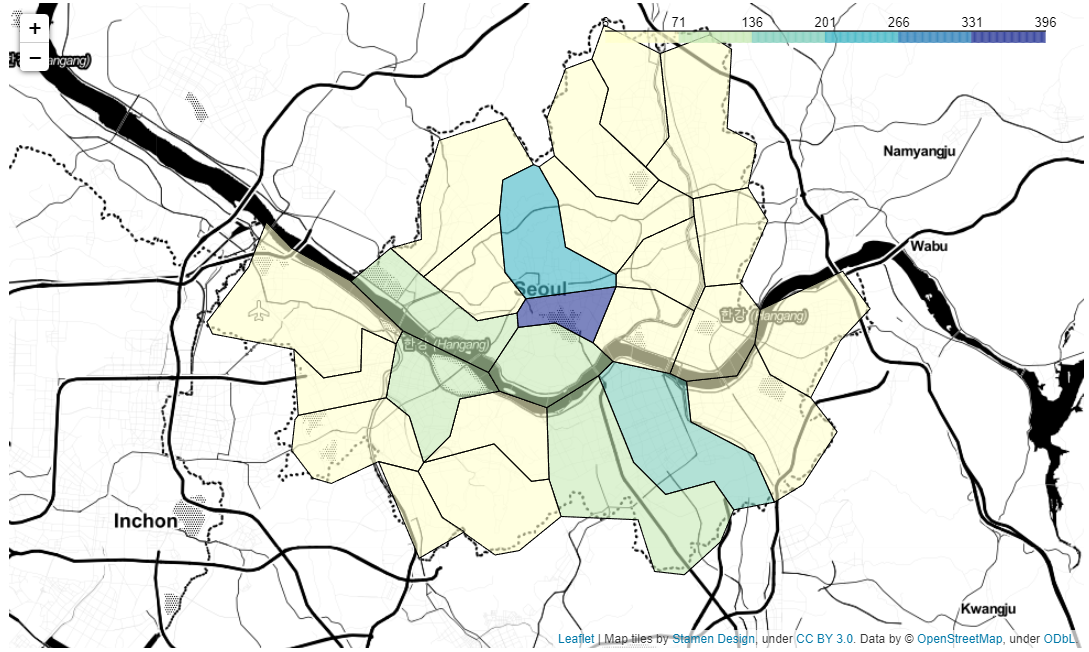 +
−
angang)
6 71 136 201 266 331 396
Namyangju
Wabu
Seoul
한강 (Hangang)
한강 (Hangang)
Inchon
Kwangju
Leaflet | Map tiles by Stamen Design, under CC BY 3.0. Data by © OpenStreetMap, under ODbL.